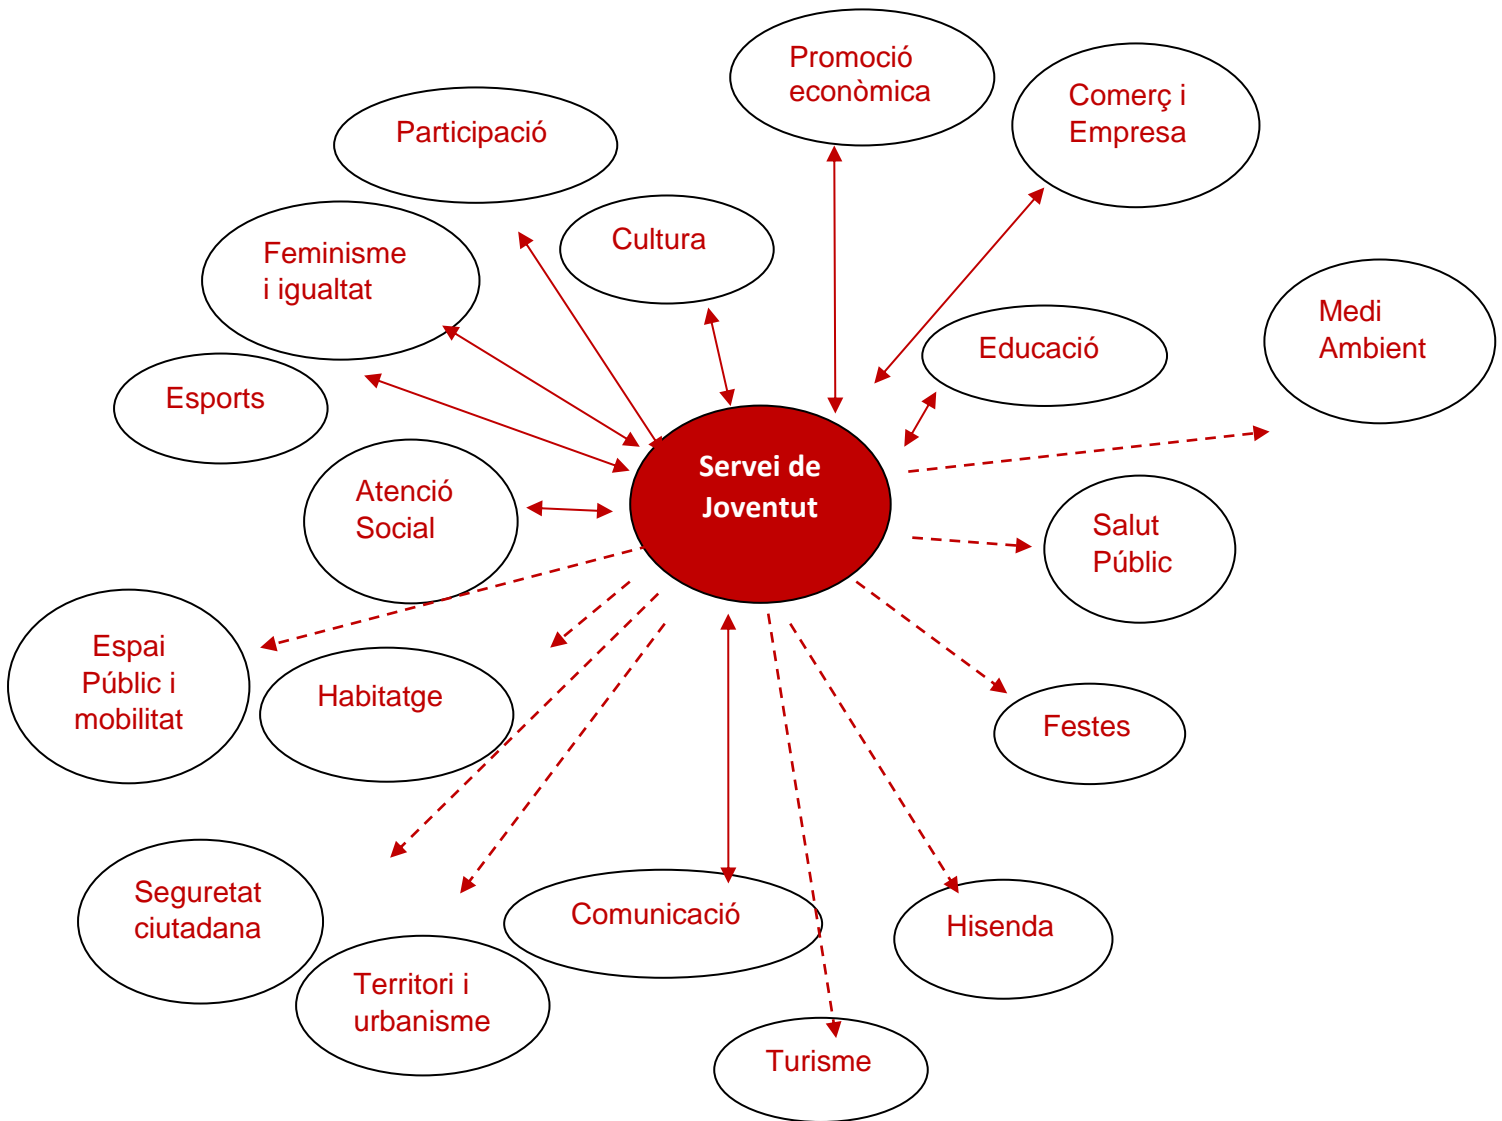 Promoció
econòmica
Comerç i
Empresa
Participació
Cultura
Feminisme
i igualtat
Medi
Ambient
Educació
Esports
Servei de
Joventut
Atenció
Social
Salut
Públic
Espai
Públic i
mobilitat
Habitatge
Festes
Seguretat
ciutadana
Comunicació
Hisenda
Territori i
urbanisme
Turisme